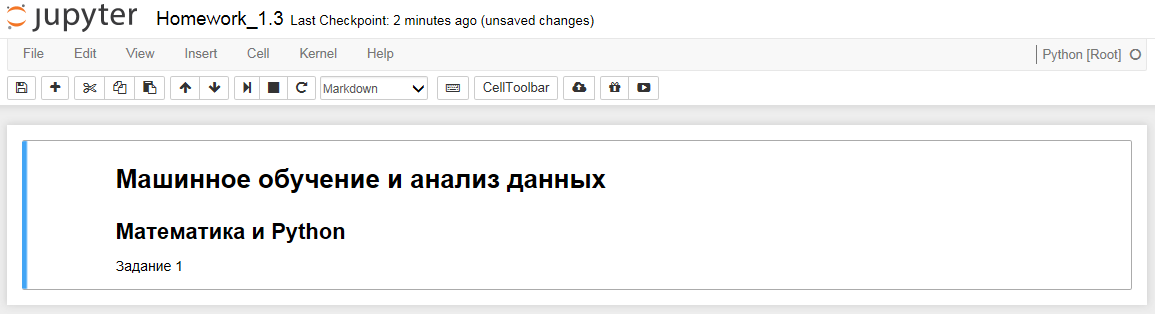 jupyter Homework_1.3 Last Checkpoint: 2 minutes ago (unsaved changes)
File Edit View Insert Cell Kernel Help Python [Root]
Markdown CellToolbar
Машинное обучение и анализ данных
Математика и Python
Задание 1